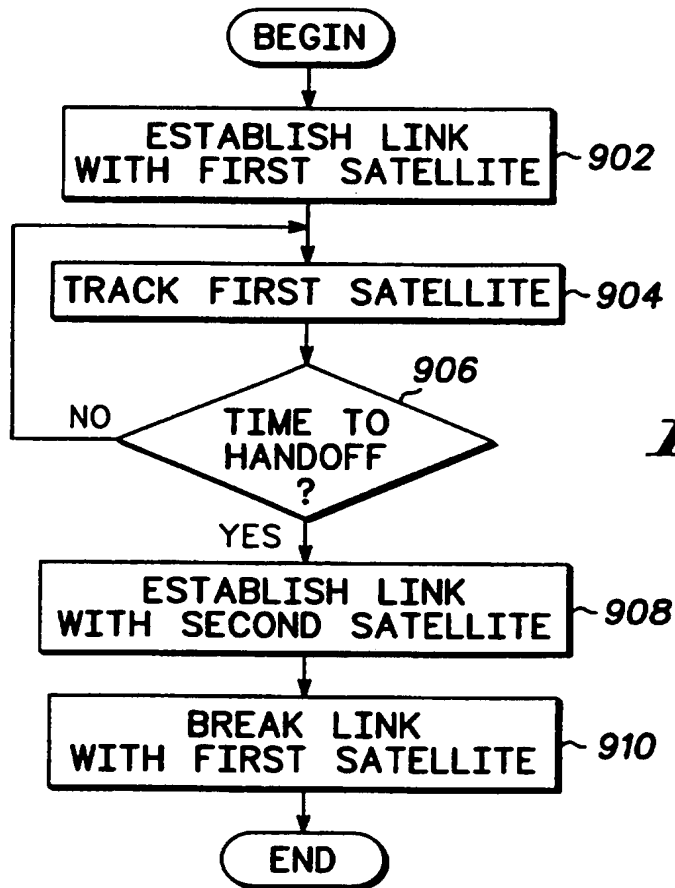 BEGIN
ESTABLISH LINK
WITH FIRST SATELLITE
902
TRACK FIRST SATELLITE
904
906
TIME TO
HANDOFF
?
NO
YES
ESTABLISH LINK
WITH SECOND SATELLITE
908
BREAK LINK
WITH FIRST SATELLITE
910
END